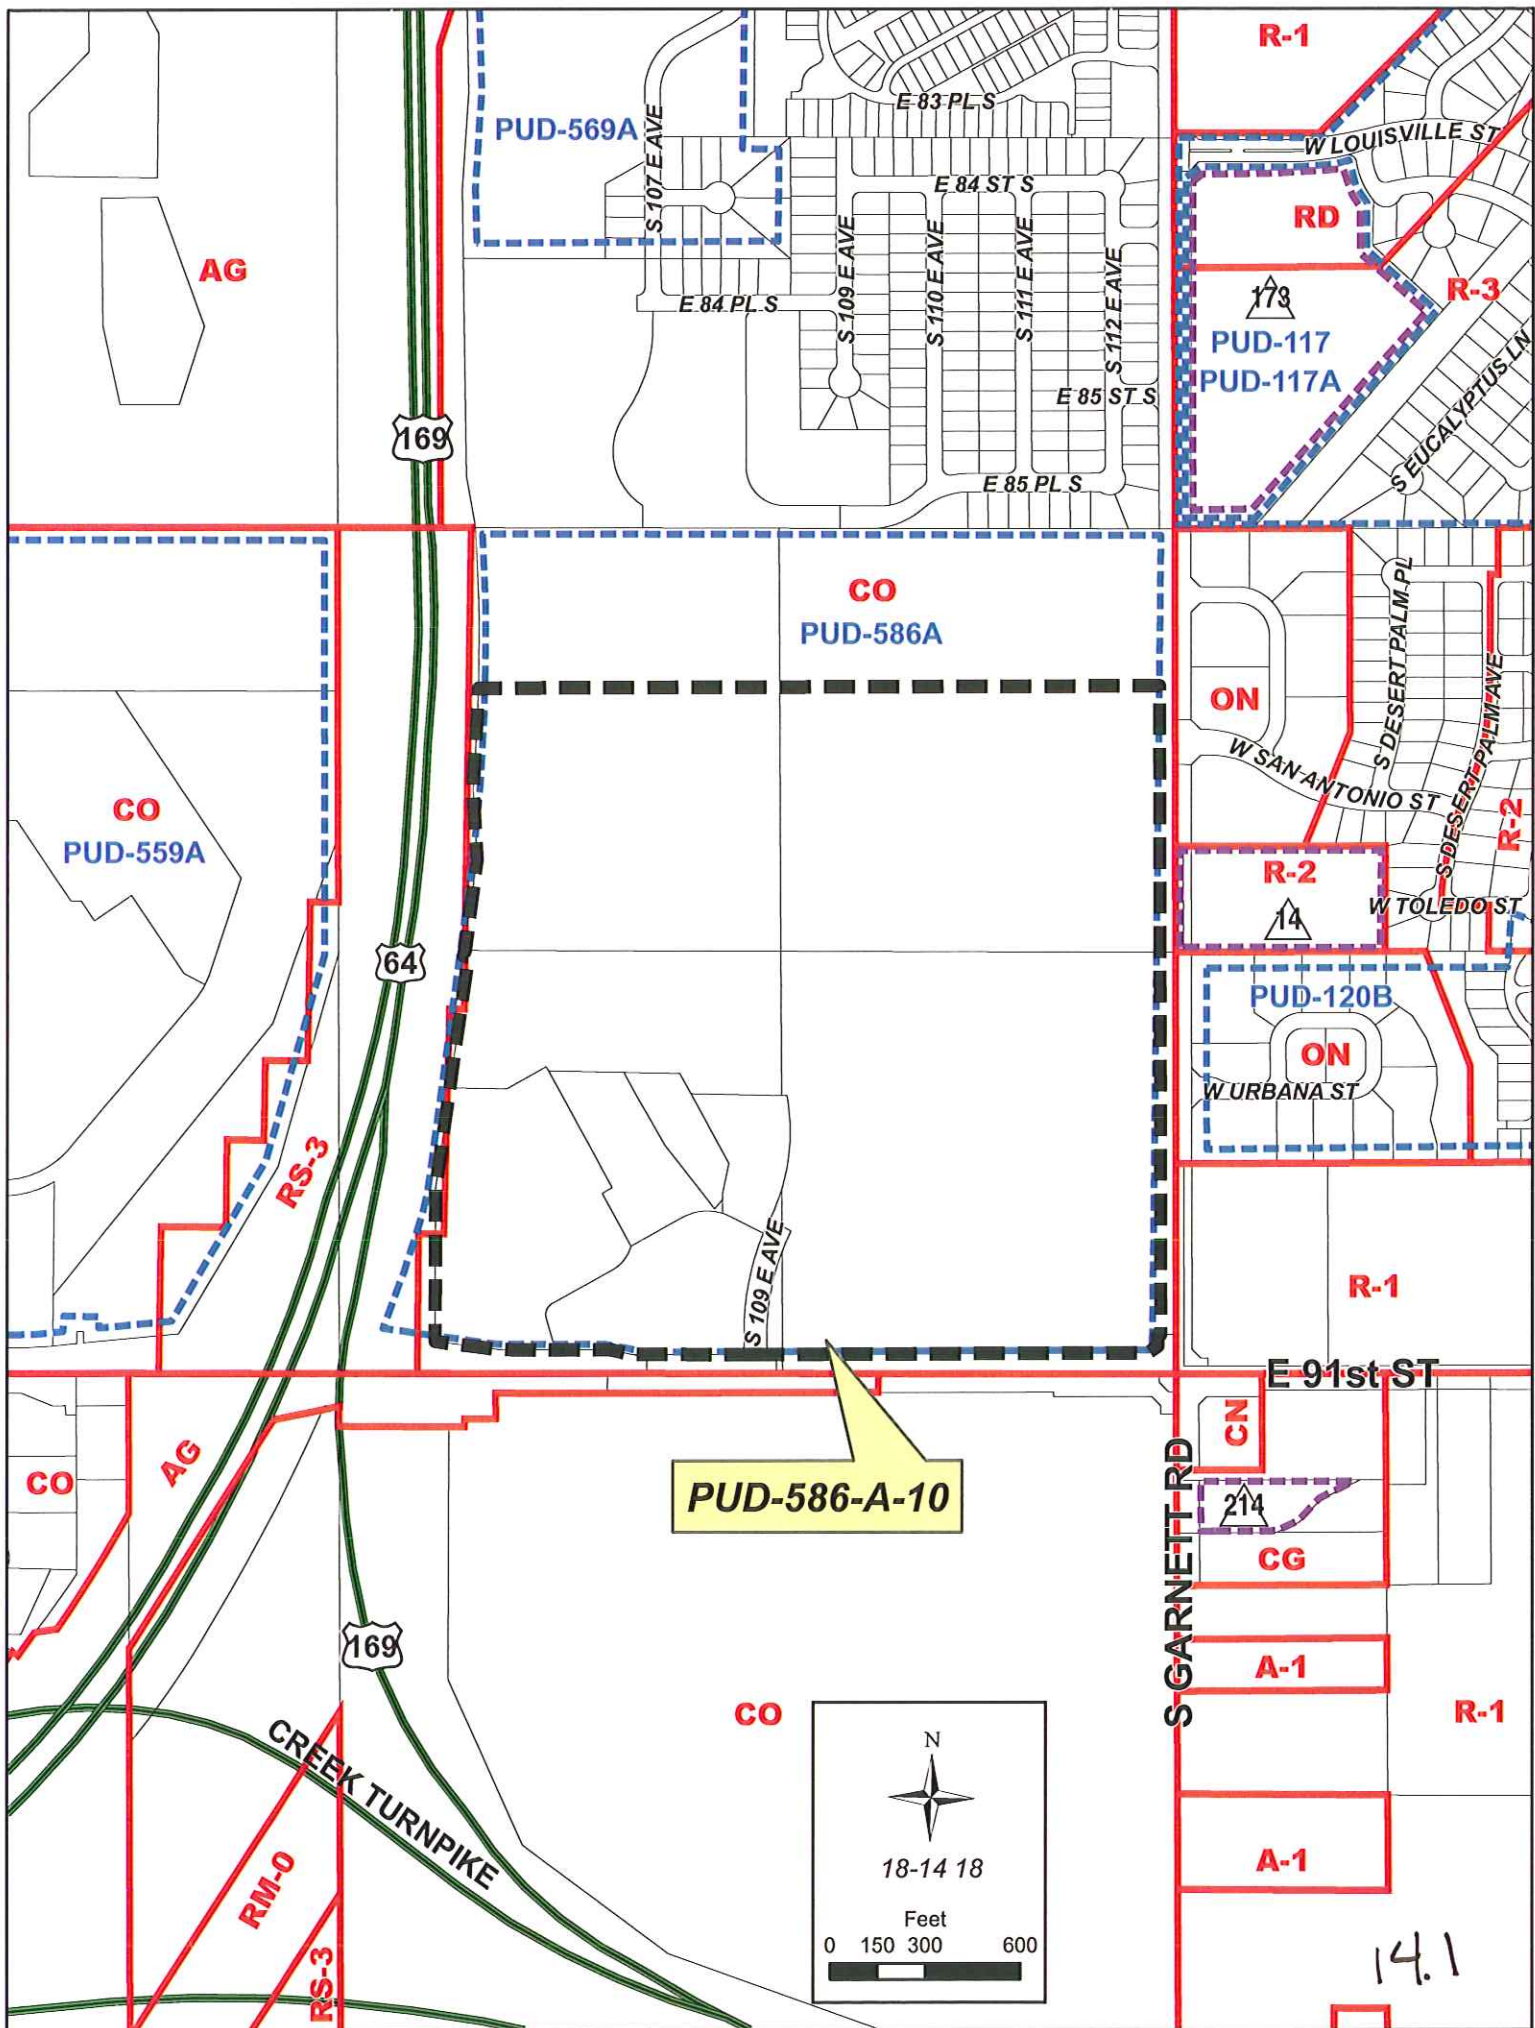 R-1
E 83 PL S
PUD-569A
S 107 E AVE
W LOUISVILLE ST
E 84 ST S
RD
AG
S 109 E AVE
S 110 E AVE
S 111 E AVE
S 112 E AVE
173
R-3
E 84 PL S
PUD-117
PUD-117A
S EUCALYPTUS LN
E 85 ST S
169
E 85 PL S
CO
PUD-586A
S DESERT PALM PL
ON
S DESERT PALM AVE
W SAN ANTONIO ST
CO
PUD-559A
R-2
R-2
14
W TOLEDO ST
64
PUD-120B
ON
W URBANA ST
RS-3
S 109 E AVE
R-1
E 91st ST
CN
AG
CO
PUD-586-A-10
214
S GARNETT RD
CG
169
A-1
CO
R-1
CREEK TURNPIKE
N
18-14 18
RM-0
A-1
Feet
0 150 300 600
RS-3
14.1